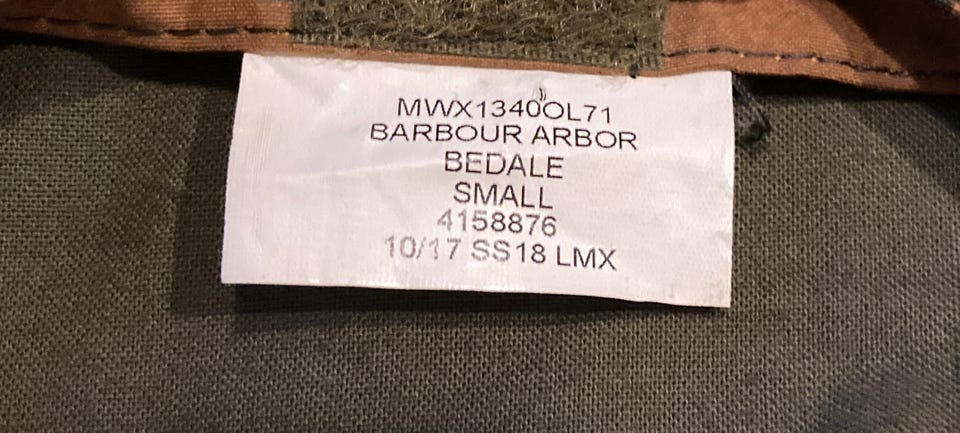 MWX1340OL71
BARBOUR ARBOR
BEDALE
SMALL
4158876
10/17 SS18 LMX